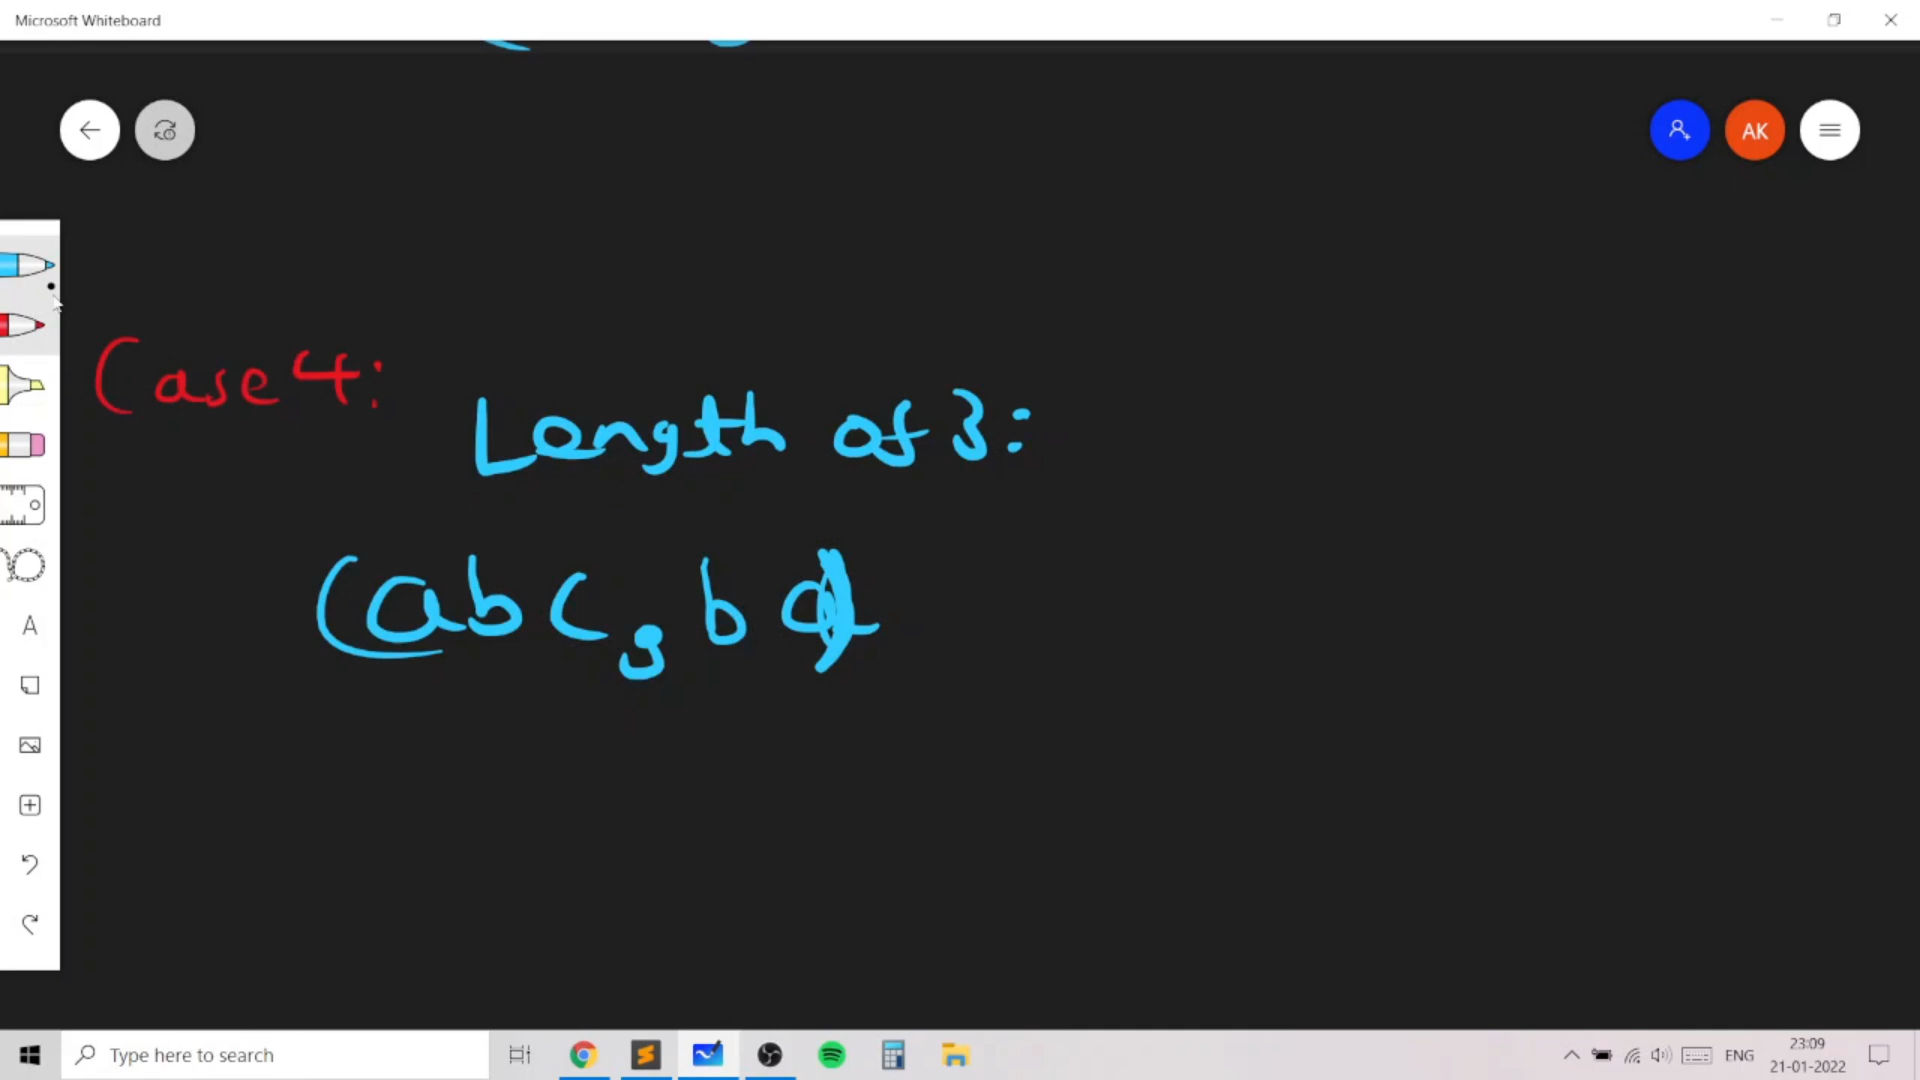 Microsoft Whiteboard
AK
Case 4:
Length of 3:
(abc, ba)
A
Type here to search
ENG
23:09
21-01-2022